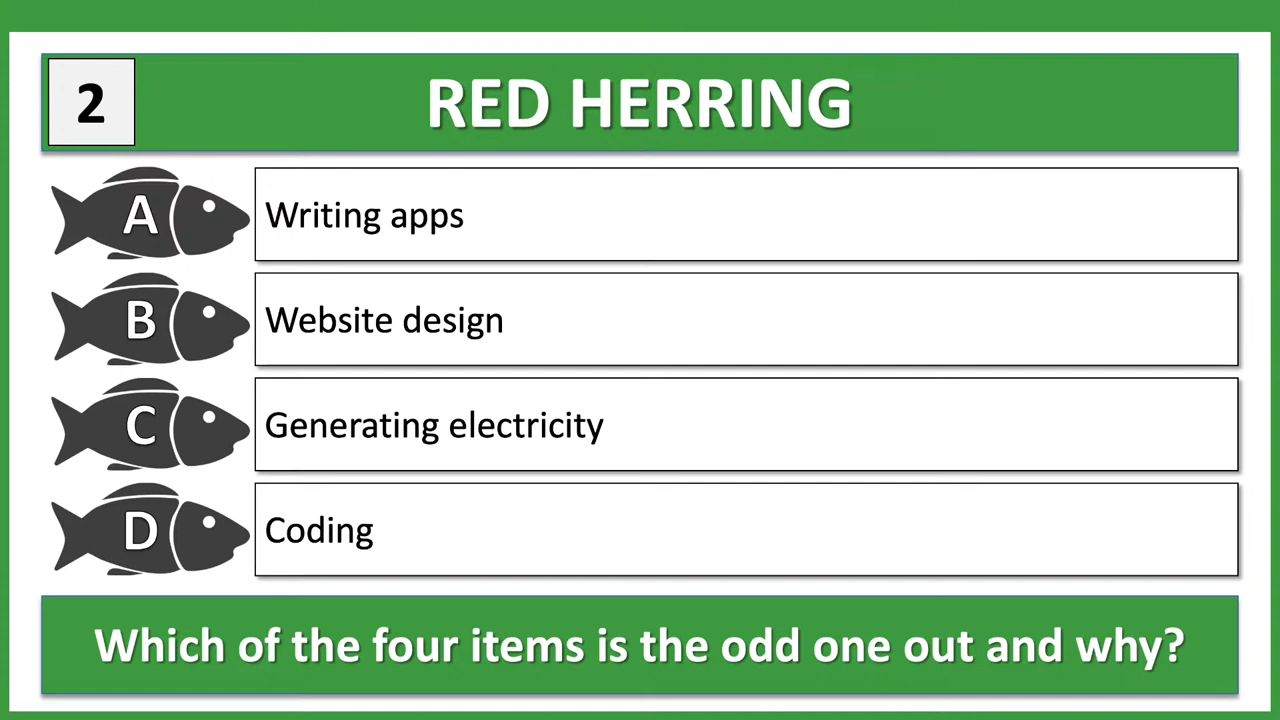 2
RED HERRING
A
Writing apps
B
Website design
C
Generating electricity
D
Coding
Which of the four items is the odd one out and why?